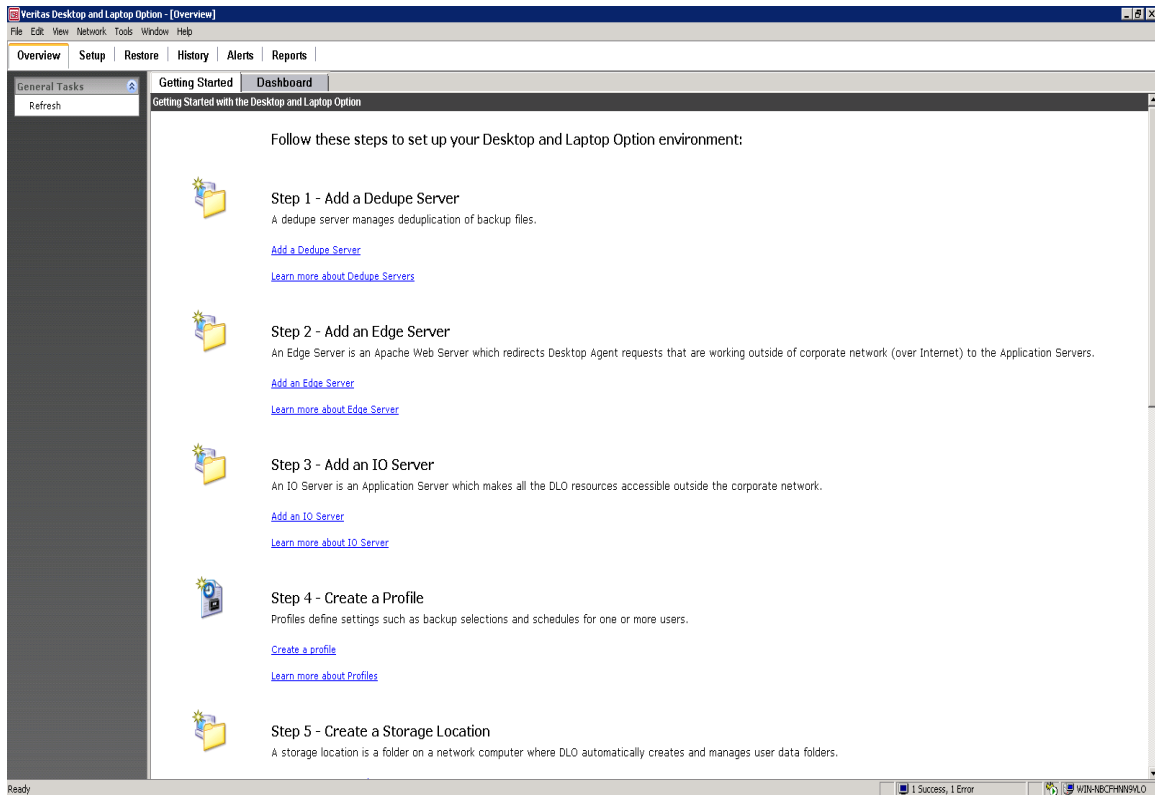 Veritas Desktop and Laptop Option - [Overview]
File Edit View Network Tools Window Help
Overview Setup Restore History Alerts Reports
General Tasks
Refresh
Getting Started Dashboard
Getting Started with the Desktop and Laptop Option
Follow these steps to set up your Desktop and Laptop Option environment:
Step 1 - Add a Dedupe Server
A dedupe server manages deduplication of backup files.
Add a Dedupe Server
Learn more about Dedupe Servers
Step 2 - Add an Edge Server
An Edge Server is an Apache Web Server which redirects Desktop Agent requests that are working outside of corporate network (over Internet) to the Application Servers.
Add an Edge Server
Learn more about Edge Server
Step 3 - Add an IO Server
An IO Server is an Application Server which makes all the DLO resources accessible outside the corporate network.
Add an IO Server
Learn more about IO Server
Step 4 - Create a Profile
Profiles define settings such as backup selections and schedules for one or more users.
Create a profile
Learn more about Profiles
Step 5 - Create a Storage Location
A storage location is a folder on a network computer where DLO automatically creates and manages user data folders.
Ready
1 Success, 1 Error
WIN-NBCFHNN9VLO